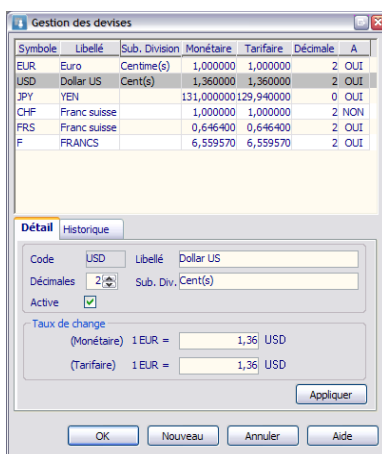 Gestion des devises
Symbole Libellé Sub. Division Monétaire Tarifaire Décimale A
EUR Euro Centime(s) 1,000000 1,000000 2 OUI
USD Dollar US Cent(s) 1,360000 1,360000 2 OUI
JPY YEN 131,000000 129,940000 0 OUI
CHF Franc suisse 1,000000 1,000000 2 NON
FRS Franc suisse 0,646400 0,646400 2 OUI
F FRANCS 6,559570 6,559570 2 OUI
Détail Historique
Code USD Libellé Dollar US
Décimales 2 Sub. Div. Cent(s)
Active
Taux de change
(Monétaire) 1 EUR = 1,36 USD
(Tarifaire) 1 EUR = 1,36 USD
Appliquer
OK Nouveau Annuler Aide